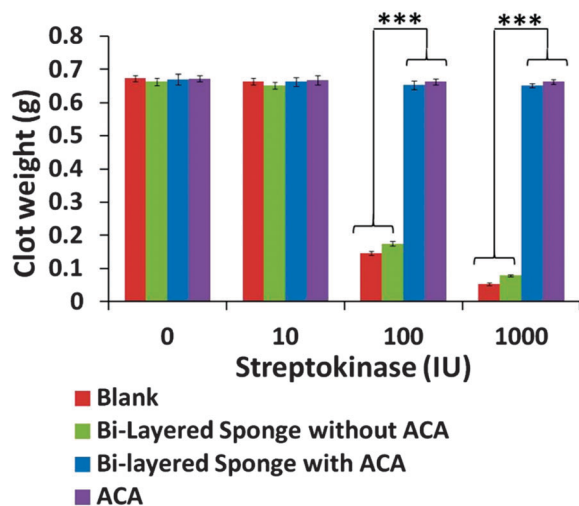 *** ***
0.8
0.7
0.6
0.5
0.4
0.3
0.2
0.1
0
Clot weight (g)
0 10 100 1000
Streptokinase (IU)
Blank
Bi-Layered Sponge without ACA
Bi-layered Sponge with ACA
ACA